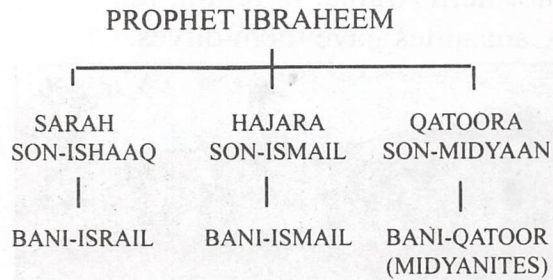 PROPHET IBRAHEEM
SARAH
SON-ISHAAQ
HAJARA
SON-ISMAIL
QATOORA
SON-MIDYAAN
BANI-ISRAIL
BANI-ISMAIL
BANI-QATOOR
(MIDYANITES)